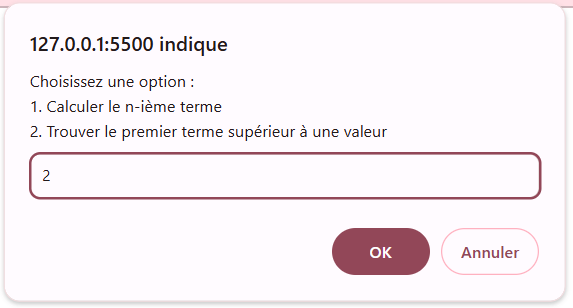 127.0.0.1:5500 indique
Choisissez une option :
1. Calculer le n-ième terme
2. Trouver le premier terme supérieur à une valeur
2
OK
Annuler